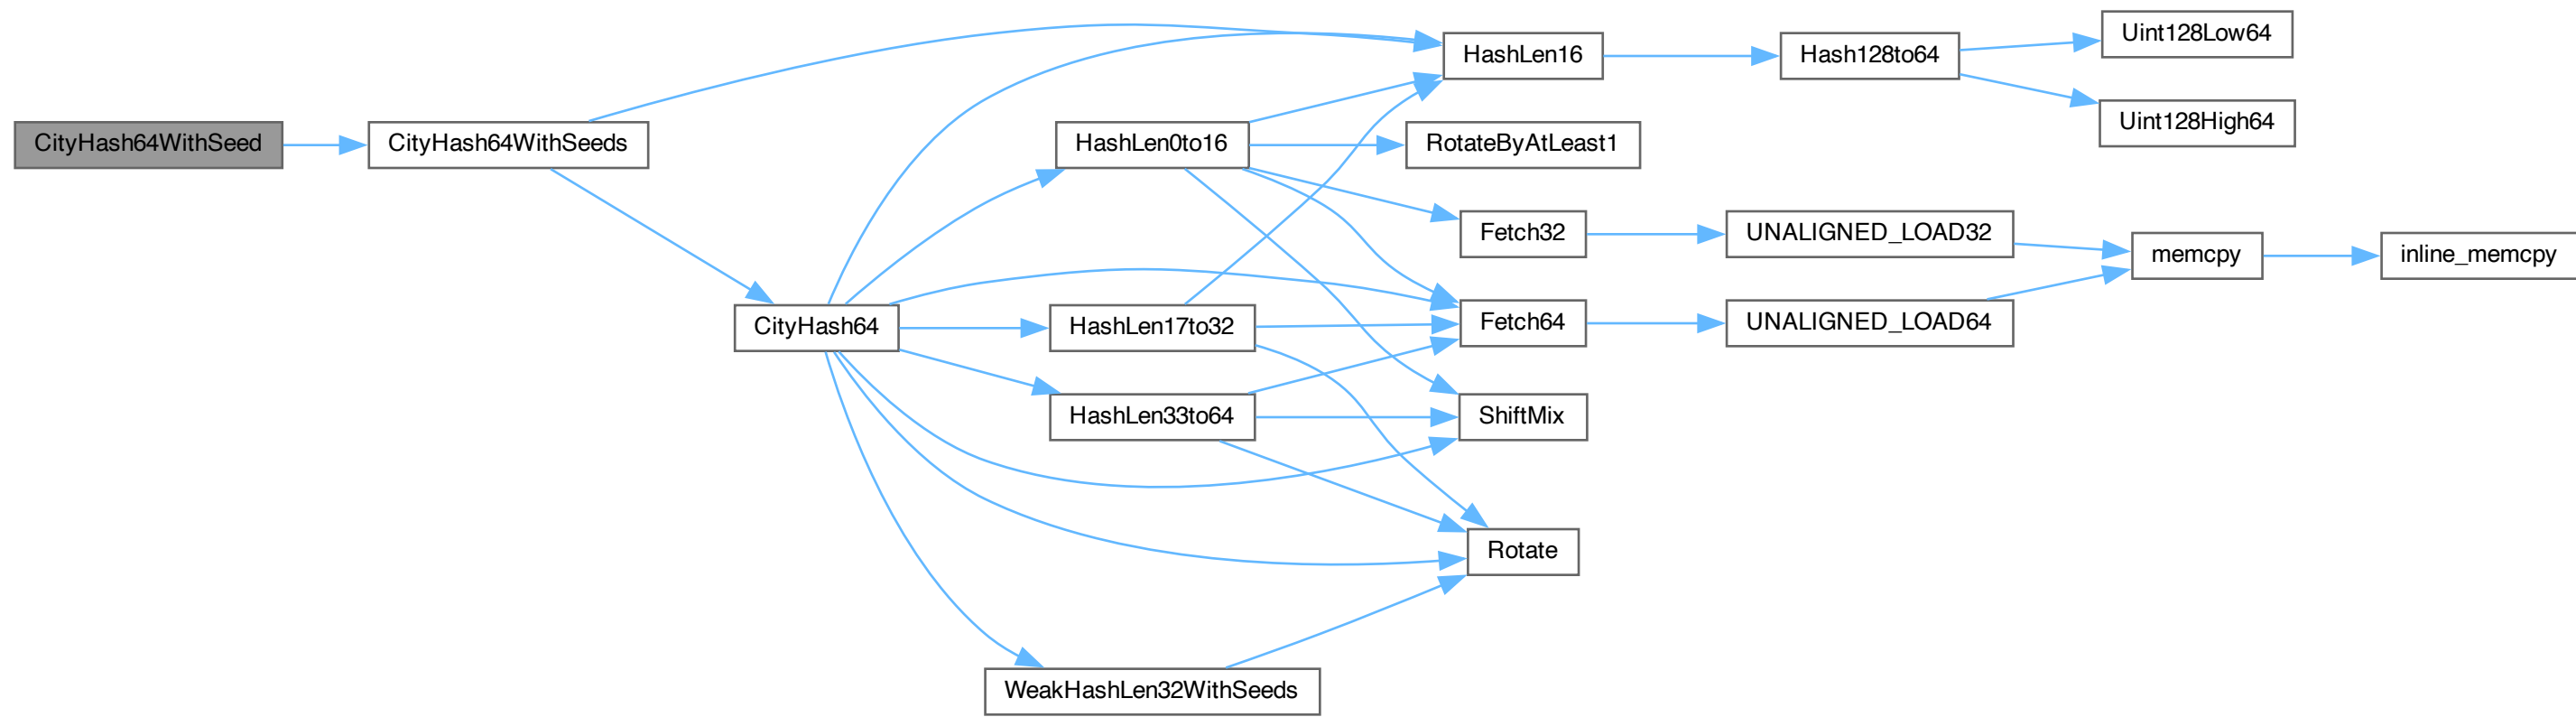 CityHash64WithSeed
CityHash64WithSeeds
CityHash64
HashLen0to16
HashLen17to32
HashLen33to64
WeakHashLen32WithSeeds
HashLen16
RotateByAtLeast1
Fetch32
Fetch64
ShiftMix
Rotate
Hash128to64
UNALIGNED_LOAD32
UNALIGNED_LOAD64
Uint128Low64
Uint128High64
memcpy
inline_memcpy